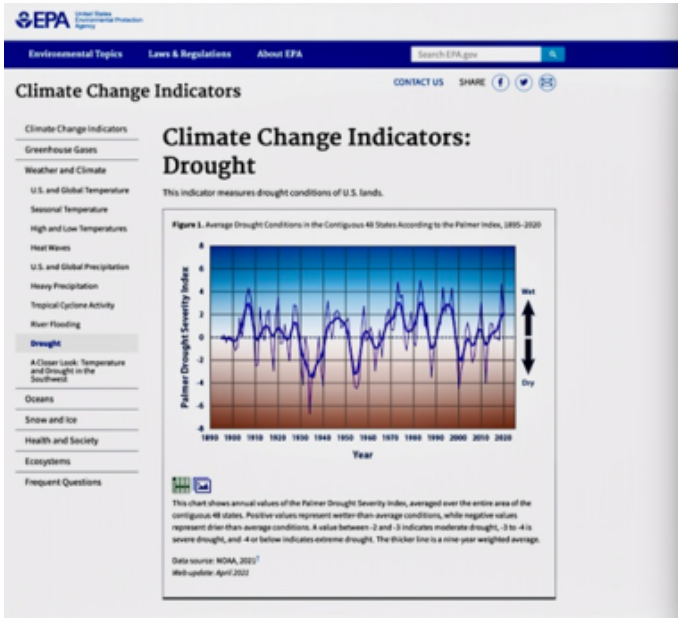 EPA United States
Environmental Protection
Agency
Environmental Topics Laws & Regulations About EPA Search EPA.gov
CONTACT US SHARE
Climate Change Indicators
Climate Change Indicators
Greenhouse Gases
Weather and Climate
U.S. and Global Temperature
Seasonal Temperature
High and Low Temperatures
Heat Waves
U.S. and Global Precipitation
Heavy Precipitation
Tropical Cyclone Activity
River Flooding
Drought
A Closer Look: Temperature
and Drought in the
Southwest
Oceans
Snow and Ice
Health and Society
Ecosystems
Frequent Questions
Climate Change Indicators:
Drought
This indicator measures drought conditions of U.S. lands.
Figure 1. Average Drought Conditions in the Contiguous 48 States According to the Palmer Index, 1895–2020
Palmer Drought Severity Index
8
6
4
2
0
-2
-4
-6
-8
1890 1900 1910 1920 1930 1940 1950 1960 1970 1980 1990 2000 2010 2020
Year
Wet
Dry
This chart shows annual values of the Palmer Drought Severity Index, averaged over the entire area of the
contiguous 48 states. Positive values represent wetter-than-average conditions, while negative values
represent drier-than-average conditions. A value between -2 and -3 indicates moderate drought, -3 to -4 is
severe drought, and -4 or below indicates extreme drought. The thicker line is a nine-year weighted average.
Data source: NOAA, 2021
Web update: April 2021